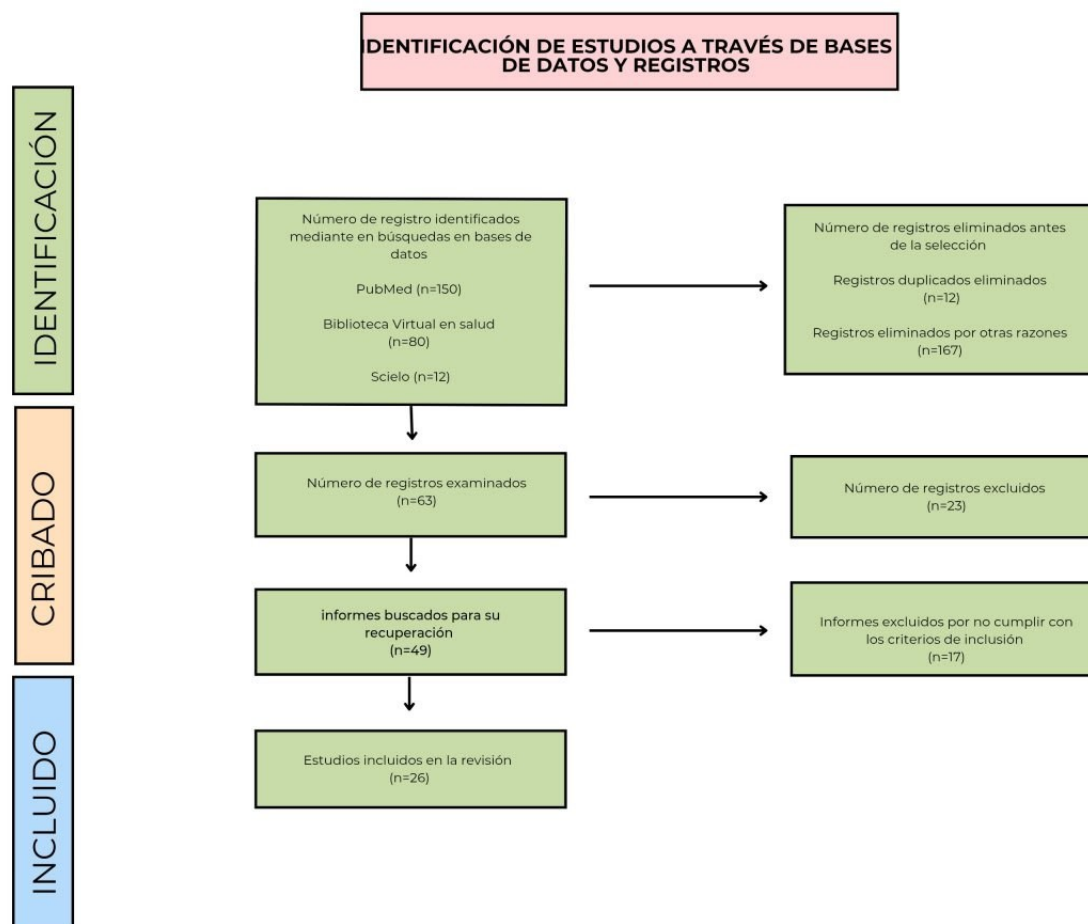 IDENTIFICACIÓN DE ESTUDIOS A TRAVÉS DE BASES
DE DATOS Y REGISTROS
IDENTIFICACIÓN
Número de registro identificados
mediante en búsquedas en bases de
datos
PubMed (n=150)
Biblioteca Virtual en salud
(n=80)
Scielo (n=12)
Número de registros eliminados antes
de la selección
Registros duplicados eliminados
(n=12)
Registros eliminados por otras razones
(n=167)
CRIBADO
Número de registros examinados
(n=63)
Número de registros excluidos
(n=23)
informes buscados para su
recuperación
(n=49)
Informes excluidos por no cumplir con
los criterios de inclusión
(n=17)
INCLUIDO
Estudios incluidos en la revisión
(n=26)